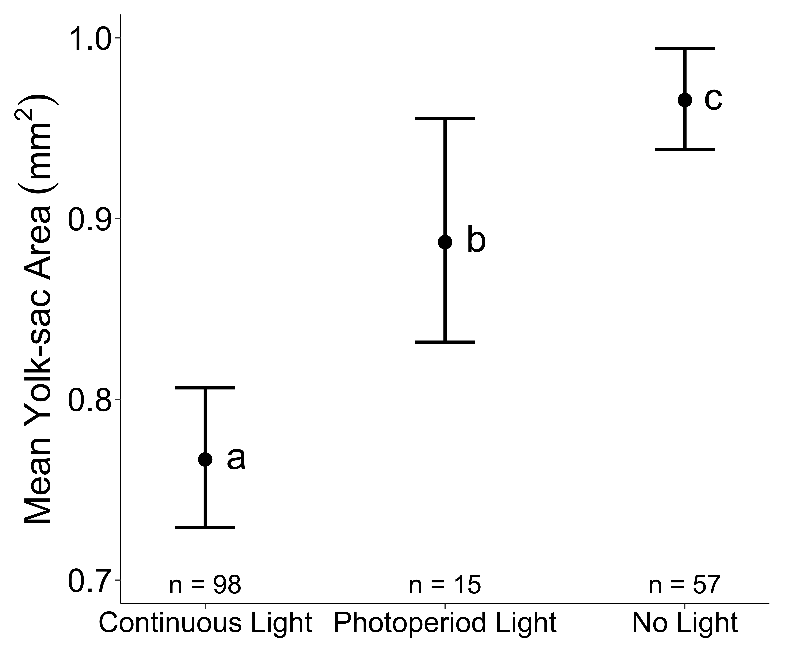 Mean Yolk-sac Area (mm²)
1.0
0.9
0.8
0.7
a
b
c
n = 98
n = 15
n = 57
Continuous Light
Photoperiod Light
No Light